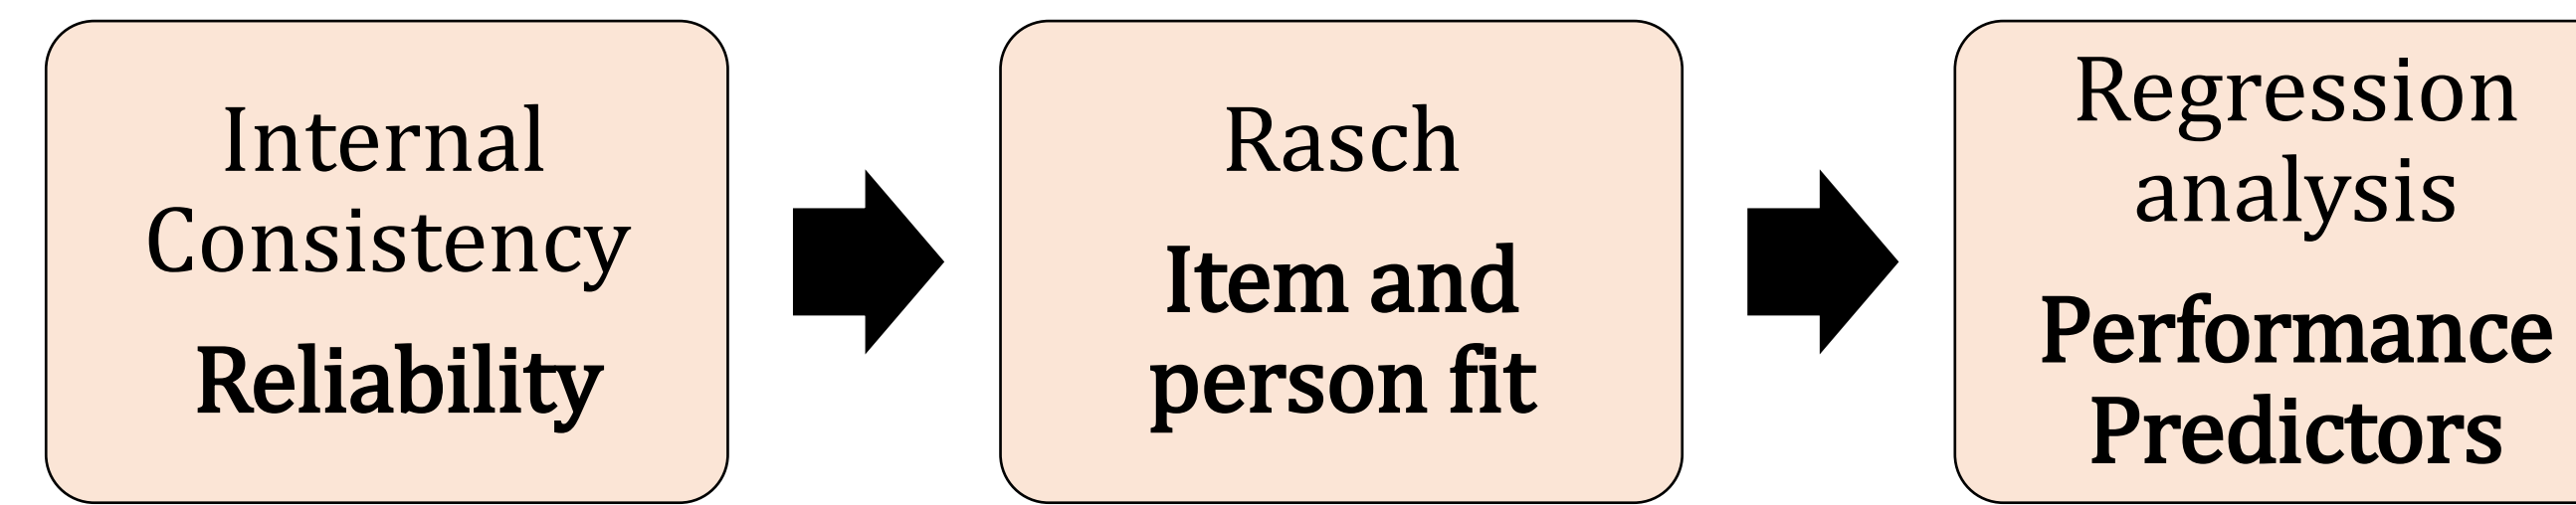 Internal
Consistency
Reliability
Rasch
Item and
person fit
Regression
analysis
Performance
Predictors